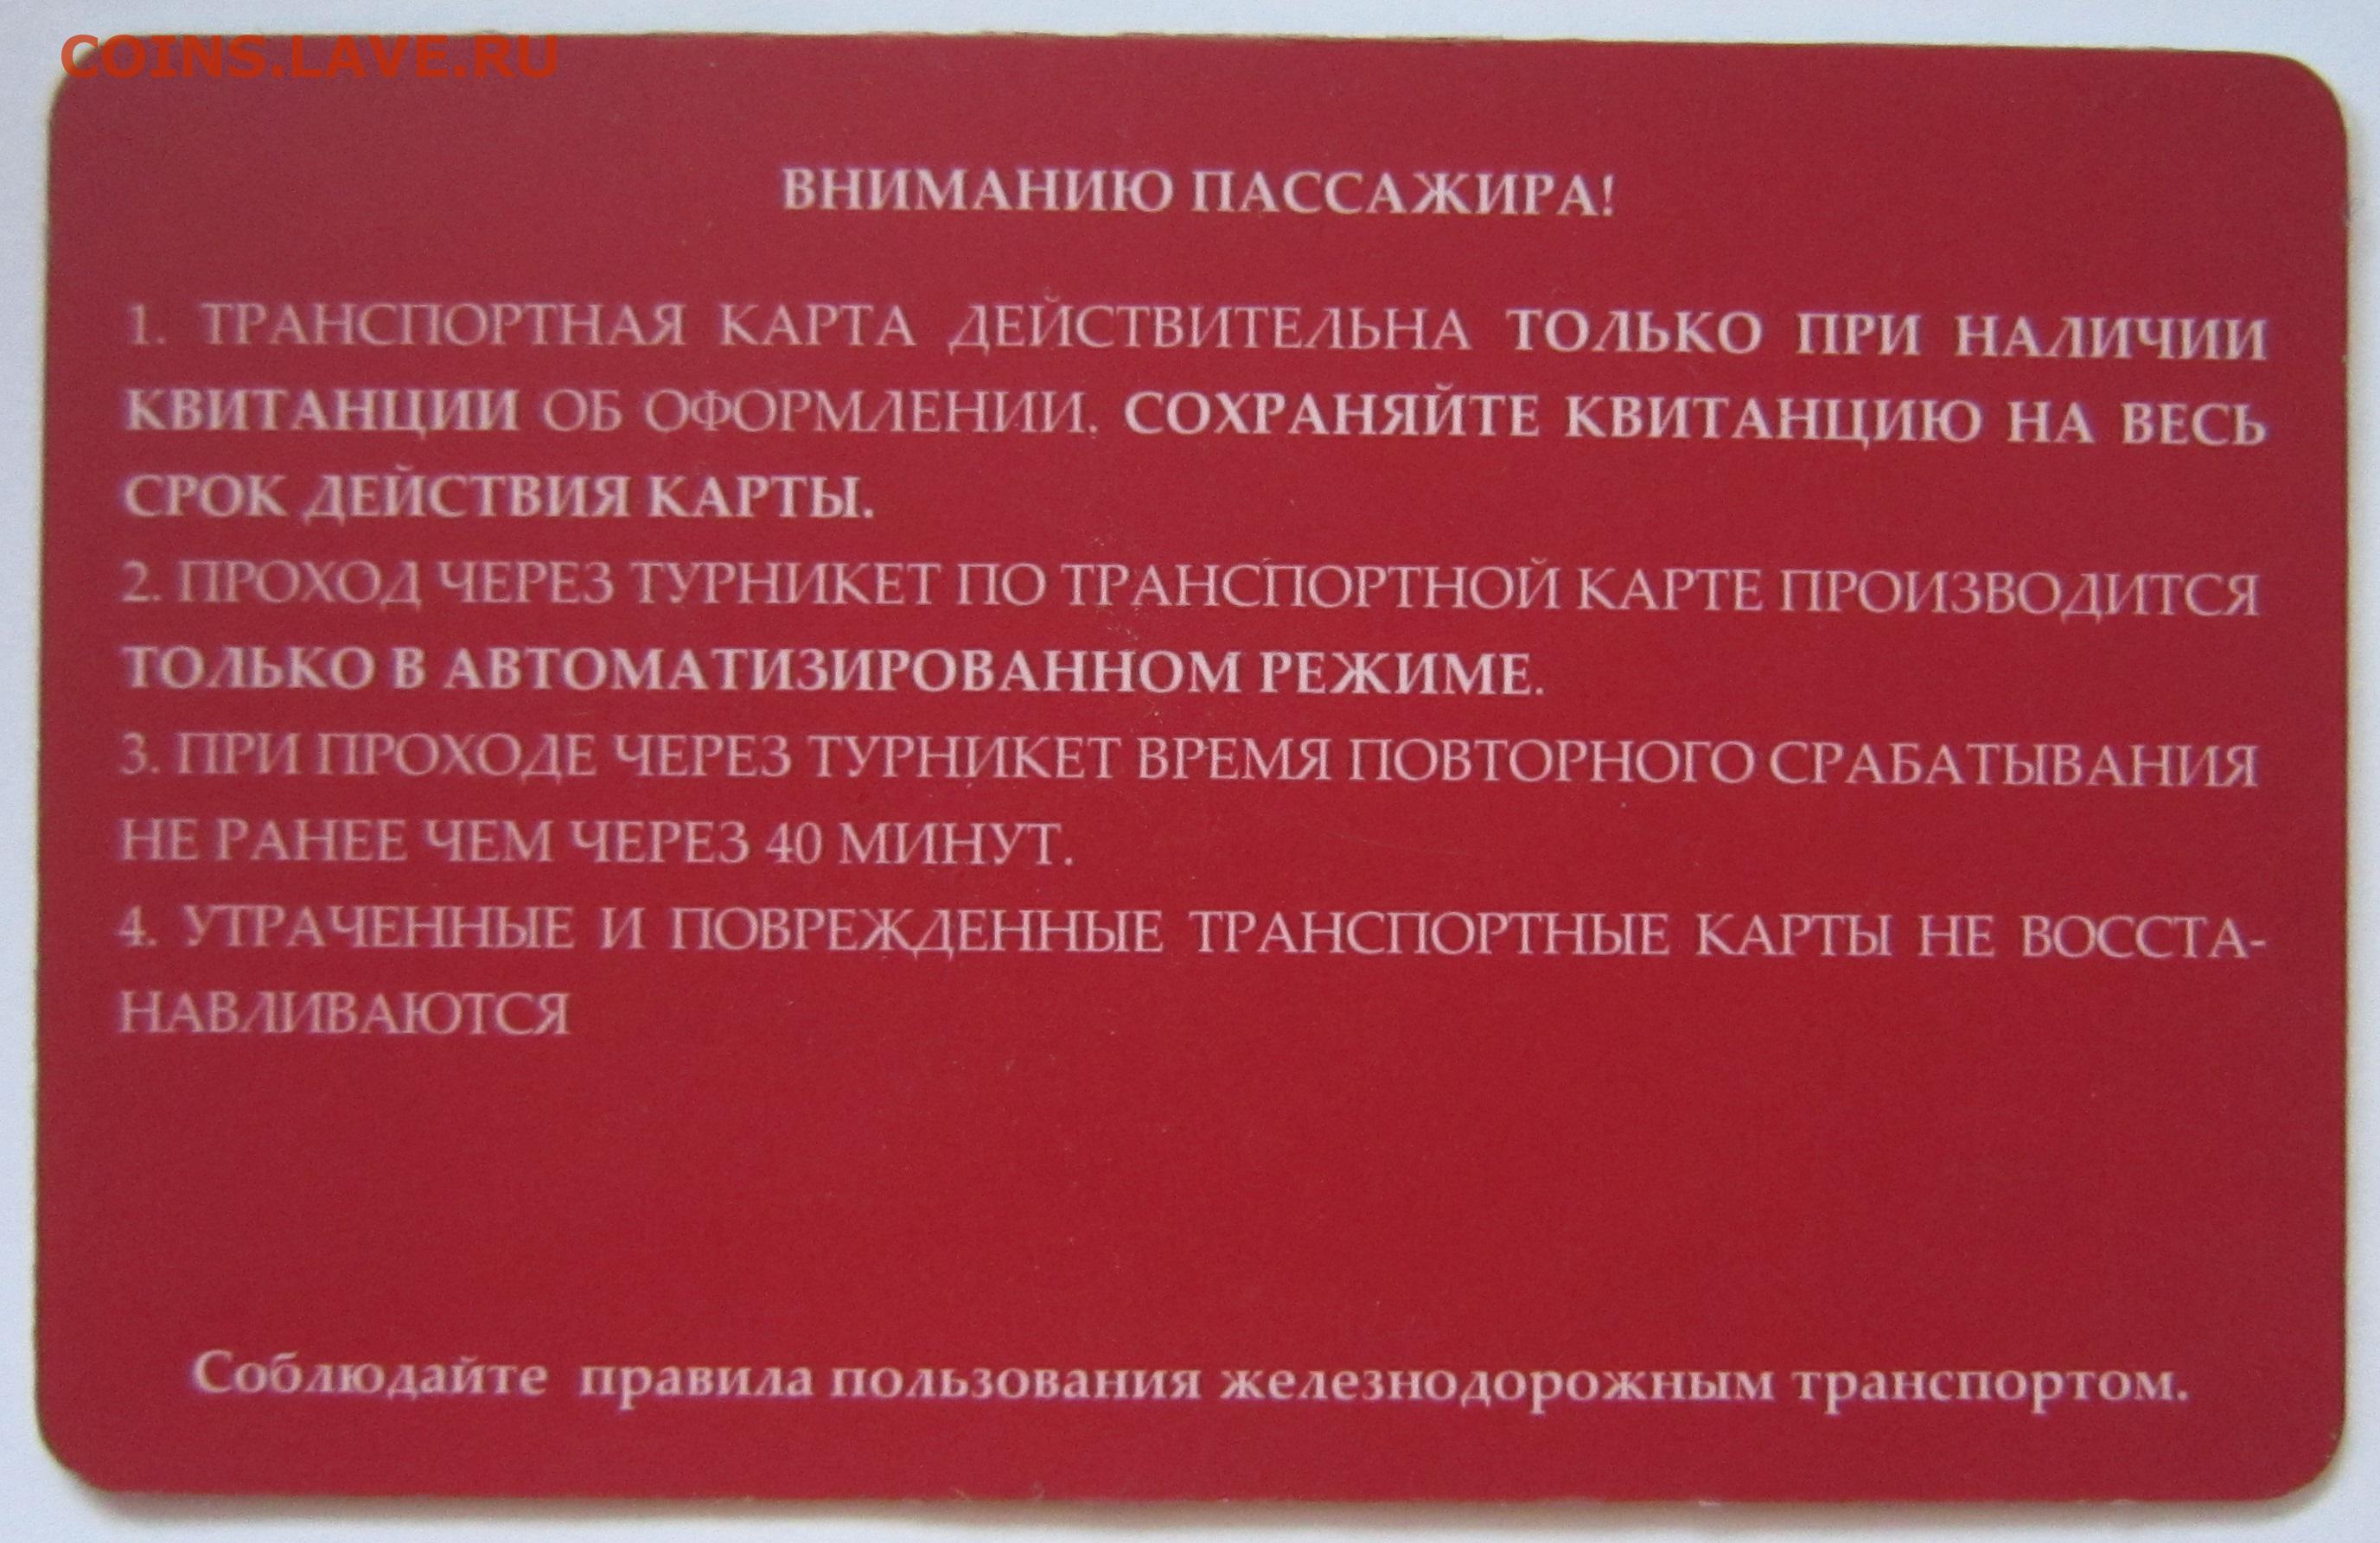 COINS.LAVE.RU
ВНИМАНИЮ ПАССАЖИРА!
1. ТРАНСПОРТНАЯ КАРТА ДЕЙСТВИТЕЛЬНА ТОЛЬКО ПРИ НАЛИЧИИ
КВИТАНЦИИ ОБ ОФОРМЛЕНИИ. СОХРАНЯЙТЕ КВИТАНЦИЮ НА ВЕСЬ
СРОК ДЕЙСТВИЯ КАРТЫ.
2. ПРОХОД ЧЕРЕЗ ТУРНИКЕТ ПО ТРАНСПОРТНОЙ КАРТЕ ПРОИЗВОДИТСЯ
ТОЛЬКО В АВТОМАТИЗИРОВАННОМ РЕЖИМЕ.
3. ПРИ ПРОХОДЕ ЧЕРЕЗ ТУРНИКЕТ ВРЕМЯ ПОВТОРНОГО СРАБАТЫВАНИЯ
НЕ РАНЕЕ ЧЕМ ЧЕРЕЗ 40 МИНУТ.
4. УТРАЧЕННЫЕ И ПОВРЕЖДЕННЫЕ ТРАНСПОРТНЫЕ КАРТЫ НЕ ВОССТА-
НАВЛИВАЮТСЯ
Соблюдайте правила пользования железнодорожным транспортом.